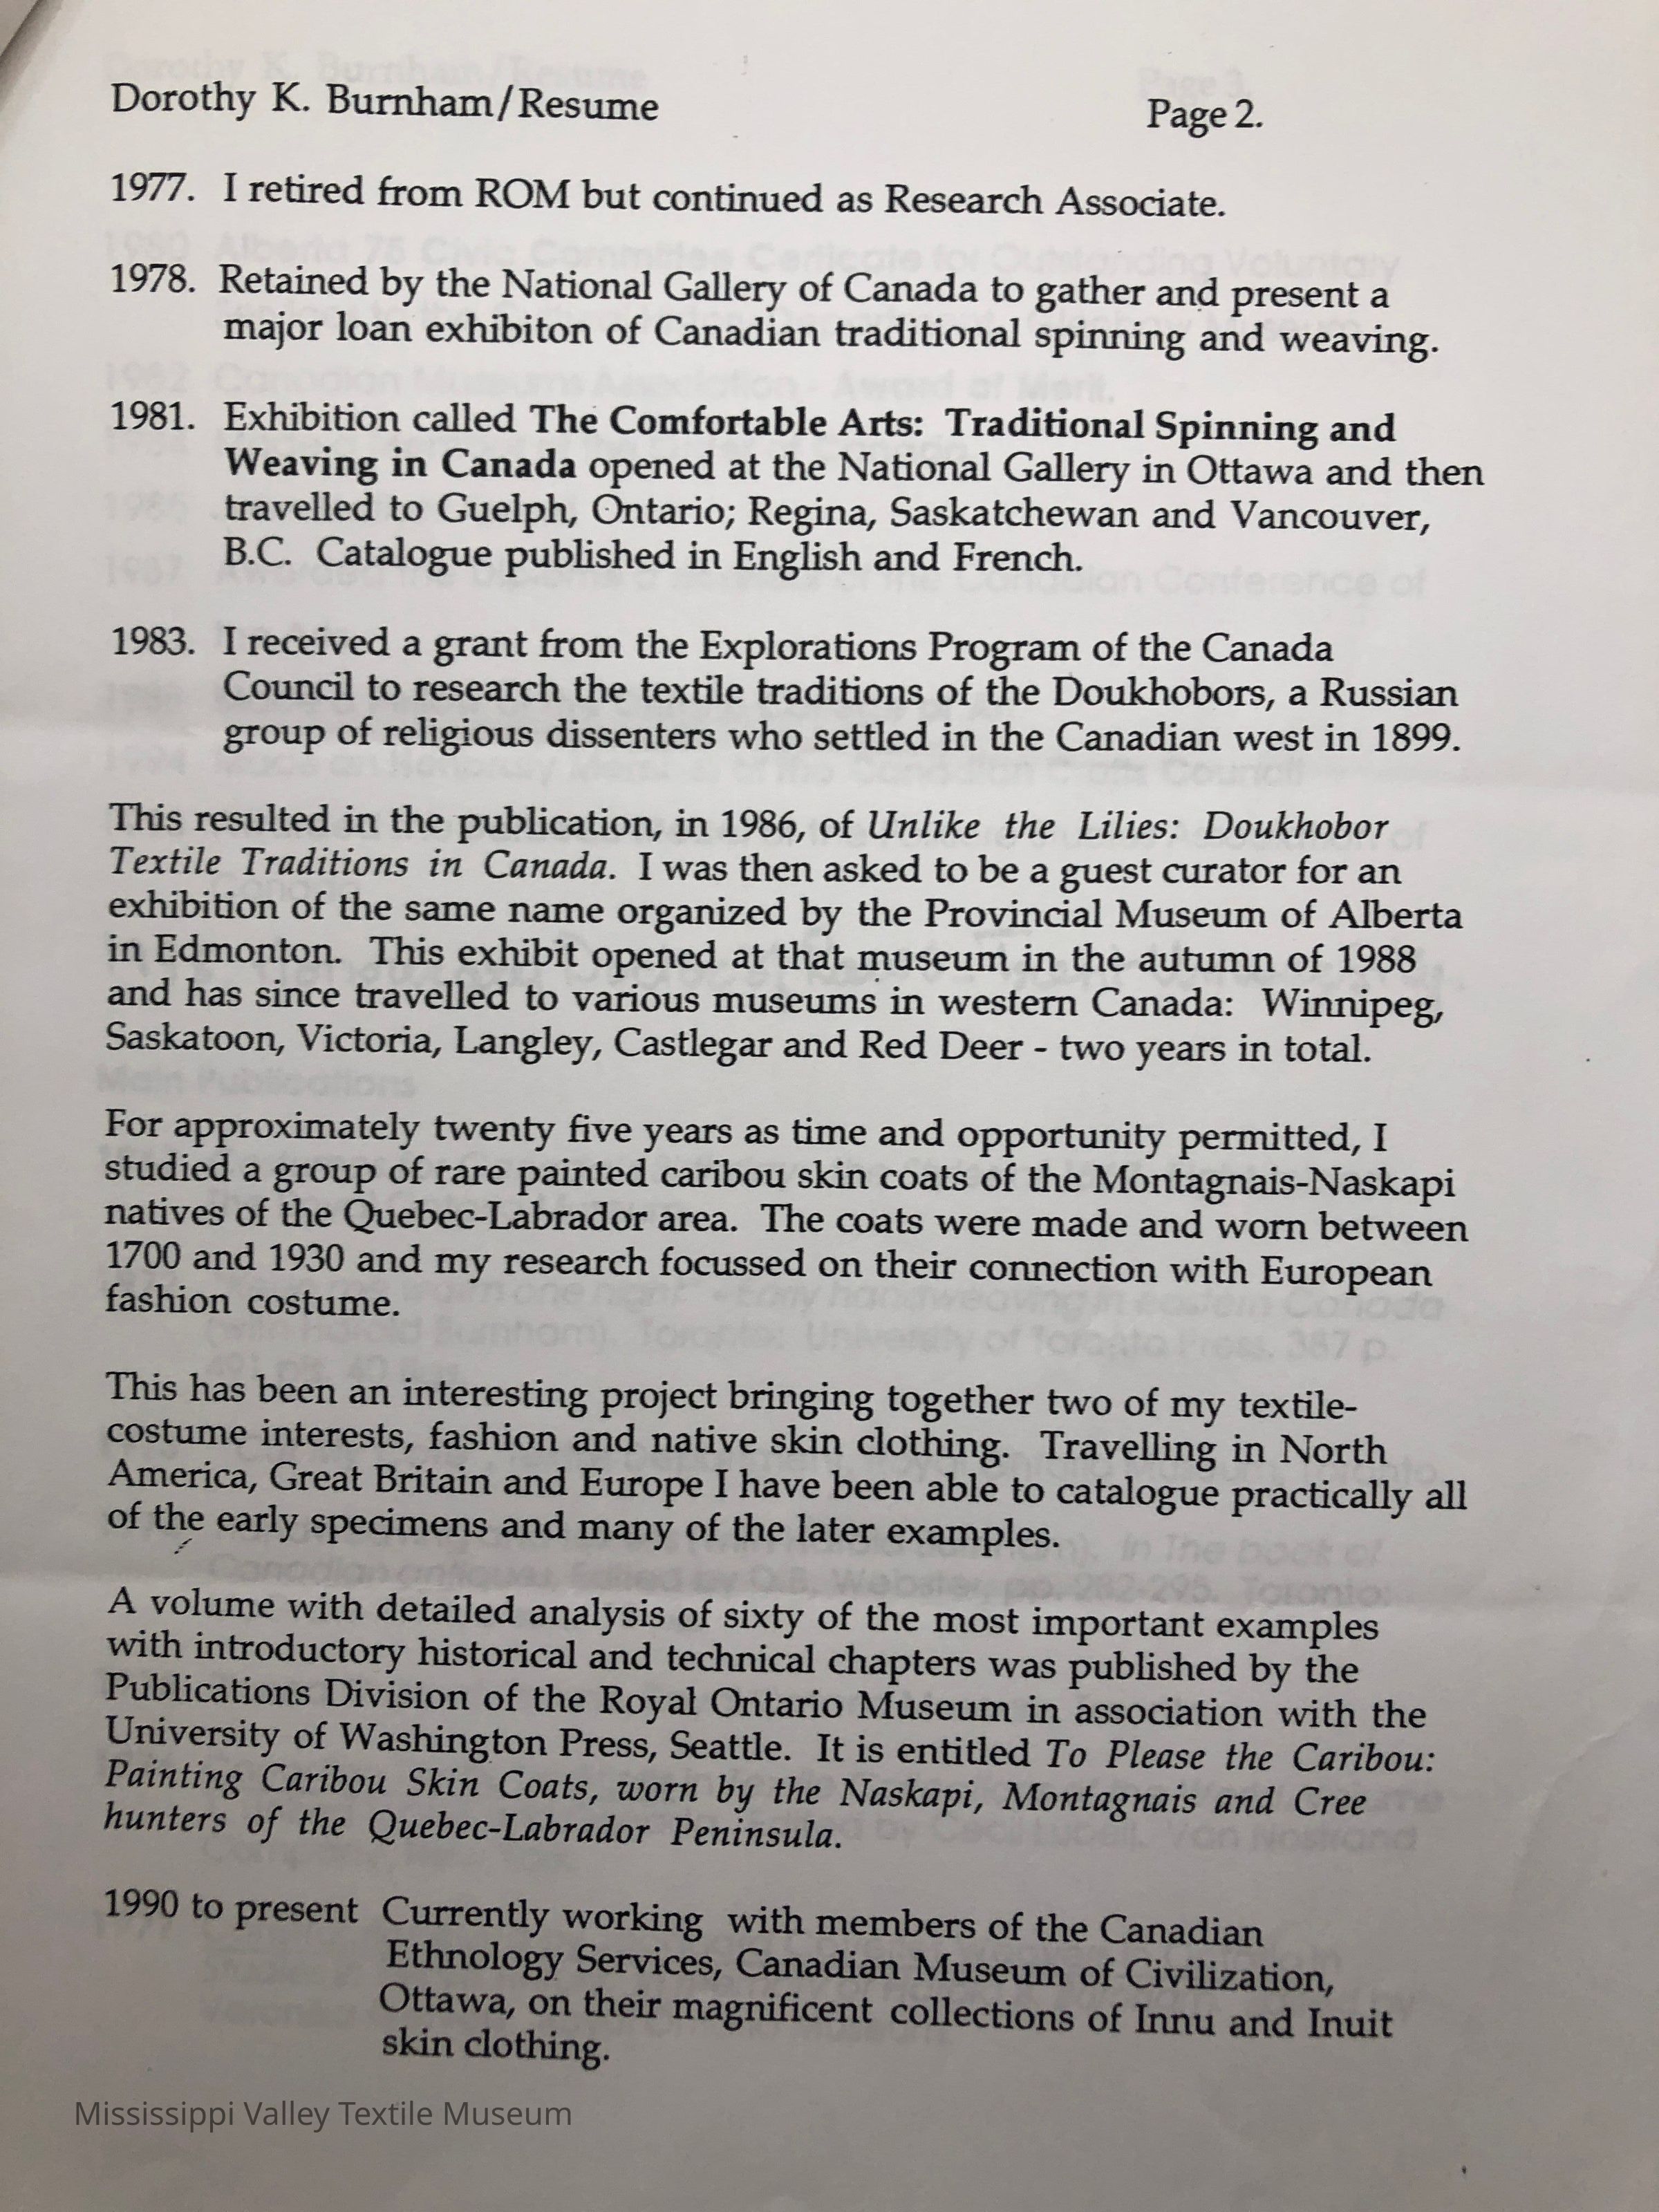 Dorothy K. Burnham/Resume Page 2.
1977. I retired from ROM but continued as Research Associate.
1978. Retained by the National Gallery of Canada to gather and present a
major loan exhibiton of Canadian traditional spinning and weaving.
1981. Exhibition called The Comfortable Arts: Traditional Spinning and
Weaving in Canada opened at the National Gallery in Ottawa and then
travelled to Guelph, Ontario; Regina, Saskatchewan and Vancouver,
B.C. Catalogue published in English and French.
1983. I received a grant from the Explorations Program of the Canada
Council to research the textile traditions of the Doukhobors, a Russian
group of religious dissenters who settled in the Canadian west in 1899.
This resulted in the publication, in 1986, of Unlike the Lilies: Doukhobor
Textile Traditions in Canada. I was then asked to be a guest curator for an
exhibition of the same name organized by the Provincial Museum of Alberta
in Edmonton. This exhibit opened at that museum in the autumn of 1988
and has since travelled to various museums in western Canada: Winnipeg,
Saskatoon, Victoria, Langley, Castlegar and Red Deer - two years in total.
For approximately twenty five years as time and opportunity permitted, I
studied a group of rare painted caribou skin coats of the Montagnais-Naskapi
natives of the Quebec-Labrador area. The coats were made and worn between
1700 and 1930 and my research focussed on their connection with European
fashion costume.
This has been an interesting project bringing together two of my textile-
costume interests, fashion and native skin clothing. Travelling in North
America, Great Britain and Europe I have been able to catalogue practically all
of the early specimens and many of the later examples.
A volume with detailed analysis of sixty of the most important examples
with introductory historical and technical chapters was published by the
Publications Division of the Royal Ontario Museum in association with the
University of Washington Press, Seattle. It is entitled To Please the Caribou:
Painting Caribou Skin Coats, worn by the Naskapi, Montagnais and Cree
hunters of the Quebec-Labrador Peninsula.
1990 to present Currently working with members of the Canadian
Ethnology Services, Canadian Museum of Civilization,
Ottawa, on their magnificent collections of Innu and Inuit
skin clothing.
Mississippi Valley Textile Museum